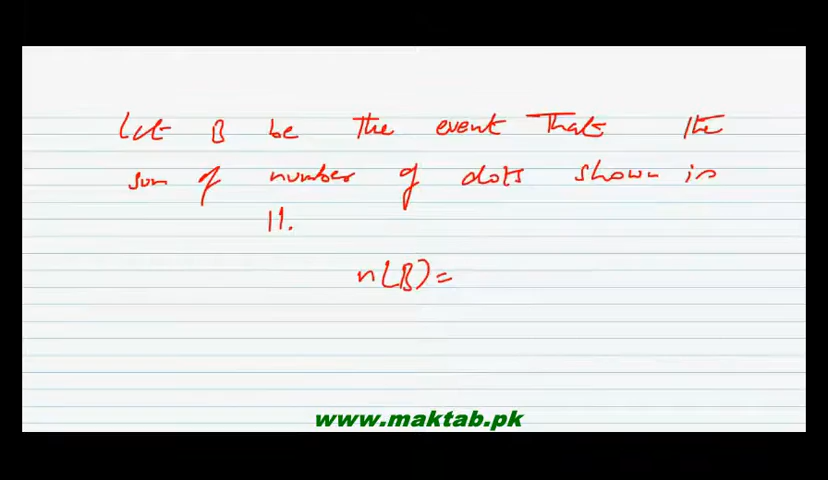 Let B be the event that the
sum of number of dots shown is
11.
n(B)=
www.maktab.pk